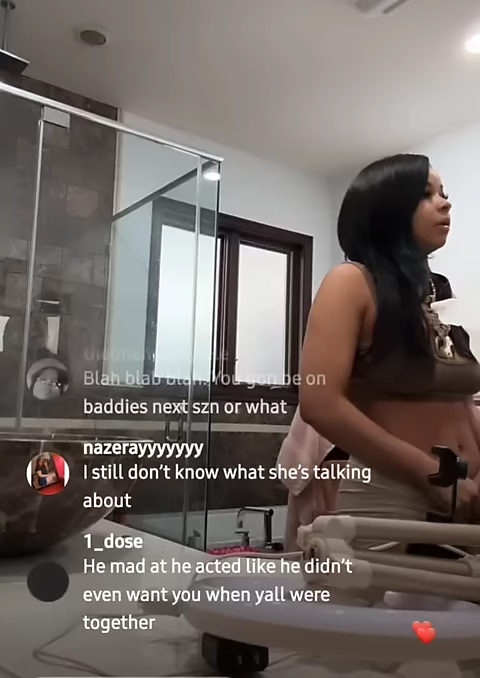 Blah blab blah. You gon be on
baddies next szn or what
nazerayyyyyyy
I still don't know what she's talking
about
1_dose
He mad at he acted like he didn't
even want you when yall were
together